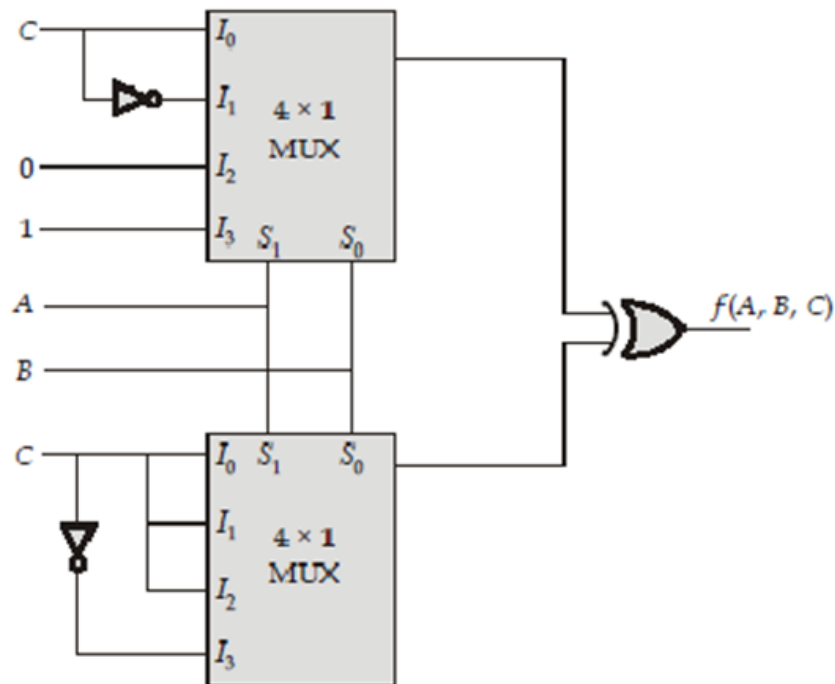 C
I₀
I₁
4 × 1
MUX
0
I₂
1
I₃ S₁ S₀
A
f(A, B, C)
B
C
I₀ S₁ S₀
I₁
4 × 1
MUX
I₂
I₃